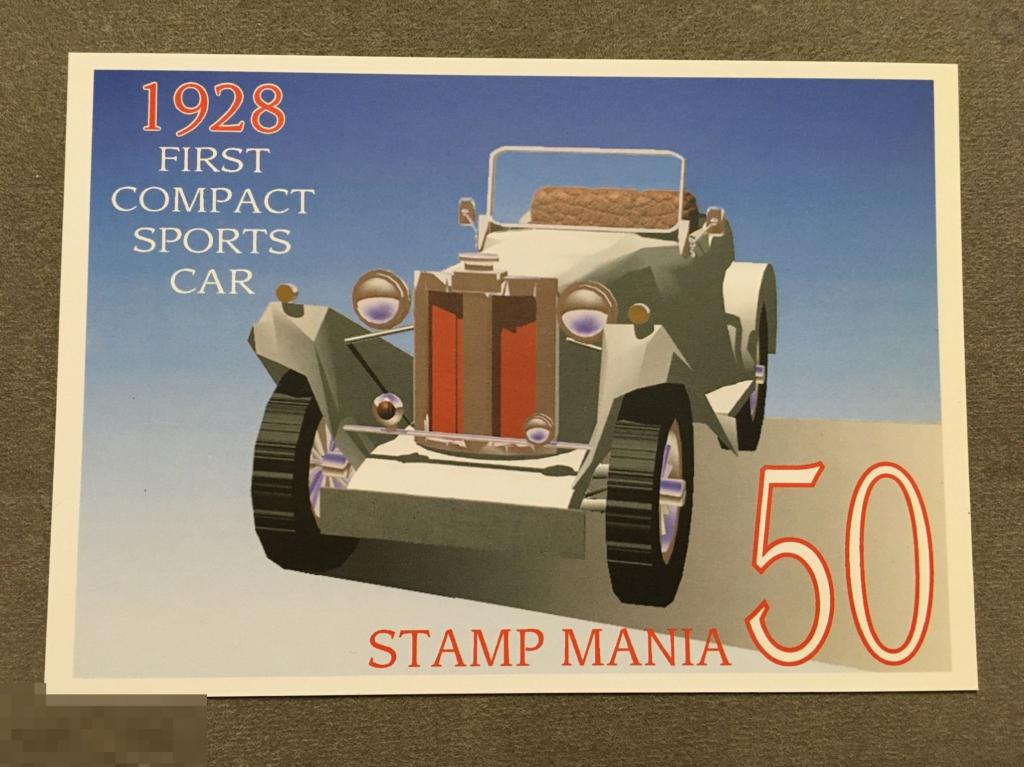 1928
FIRST
COMPACT
SPORTS
CAR
50
STAMP MANIA